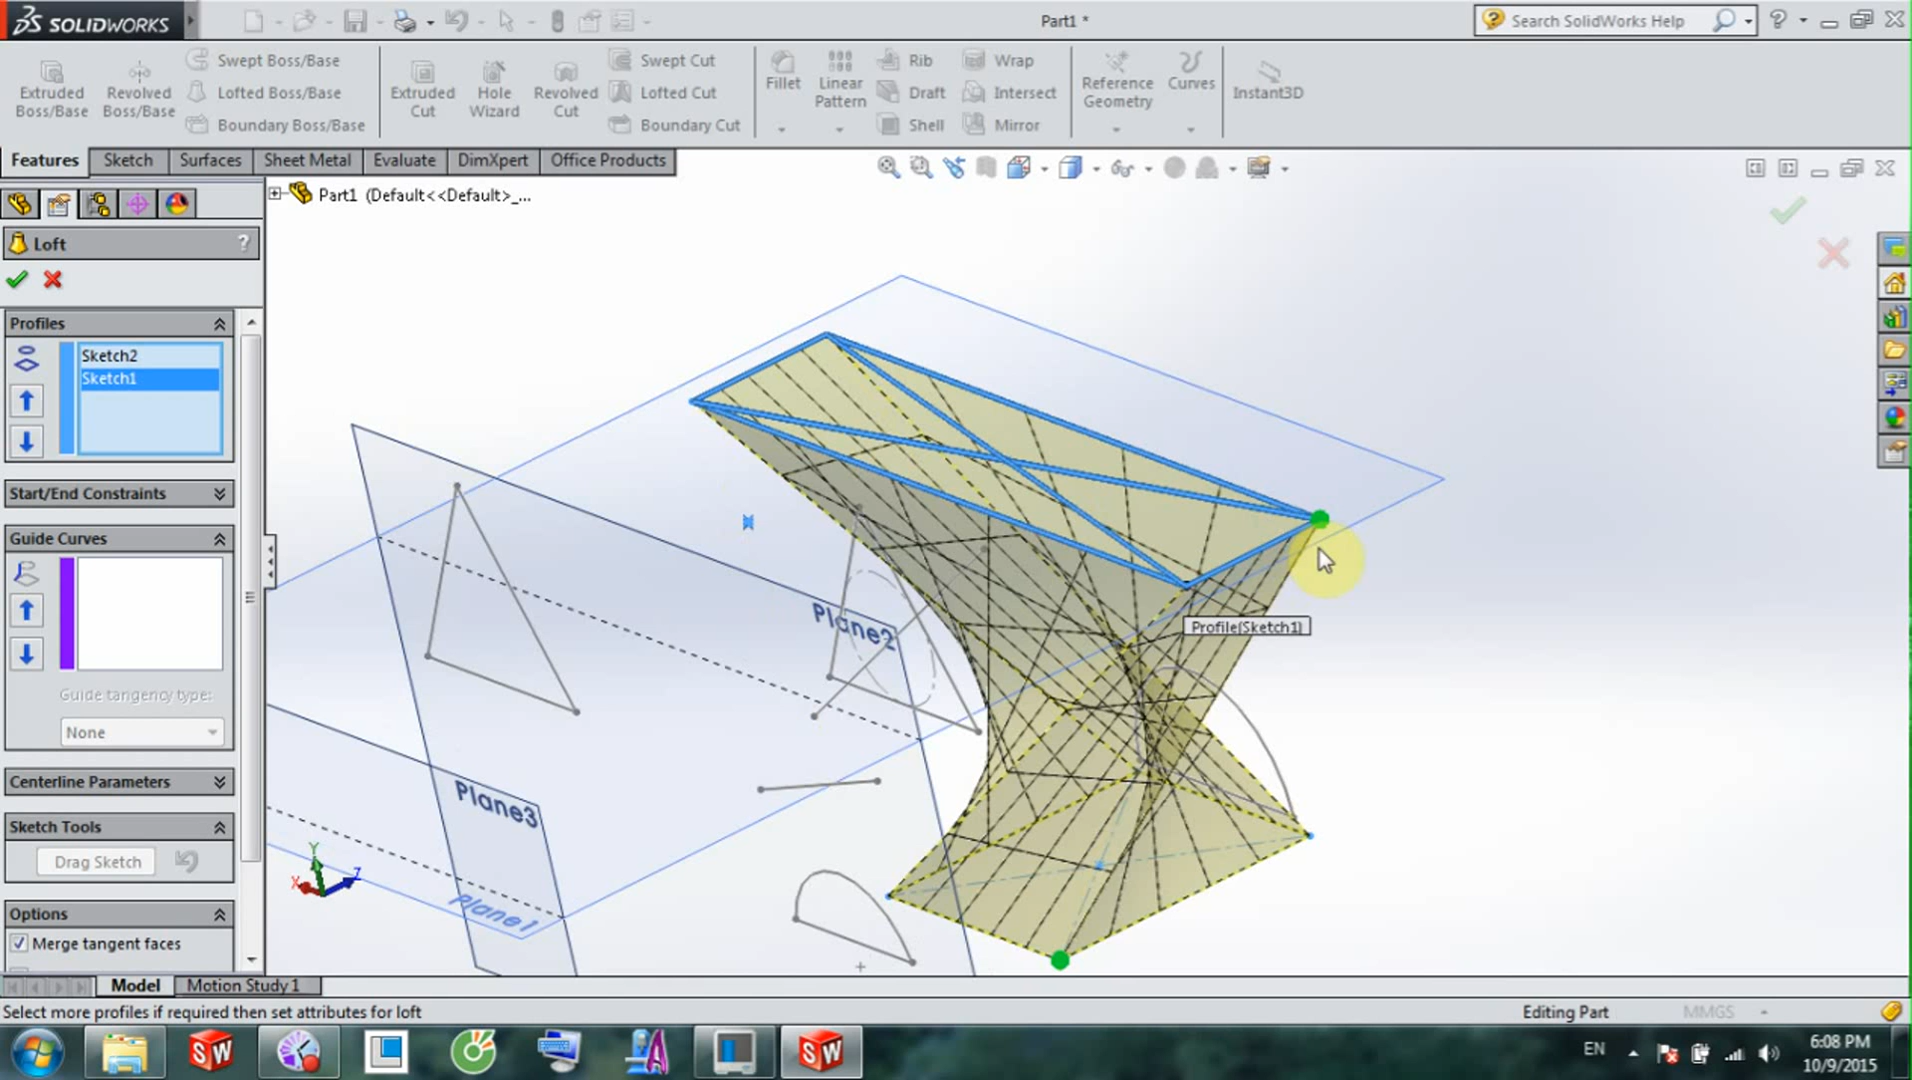 SOLIDWORKS
Part1 *
Search SolidWorks Help
Extruded Boss/Base
Revolved Boss/Base
Swept Boss/Base
Lofted Boss/Base
Boundary Boss/Base
Extruded Cut
Hole Wizard
Revolved Cut
Swept Cut
Lofted Cut
Boundary Cut
Fillet
Linear Pattern
Rib
Draft
Shell
Wrap
Intersect
Mirror
Reference Geometry
Curves
Instant3D
Features
Sketch
Surfaces
Sheet Metal
Evaluate
DimXpert
Office Products
Part1 (Default<<Default>_...
Loft
?
Profiles
Sketch2
Sketch1
Start/End Constraints
Guide Curves
Guide tangency type:
None
Centerline Parameters
Sketch Tools
Drag Sketch
Options
Merge tangent faces
Plane2
Plane3
Plane1
Profile(Sketch1)
Y
X
Z
Model
Motion Study 1
Select more profiles if required then set attributes for loft
Editing Part
MMGS
SW
SW
EN
6:08 PM
10/9/2015